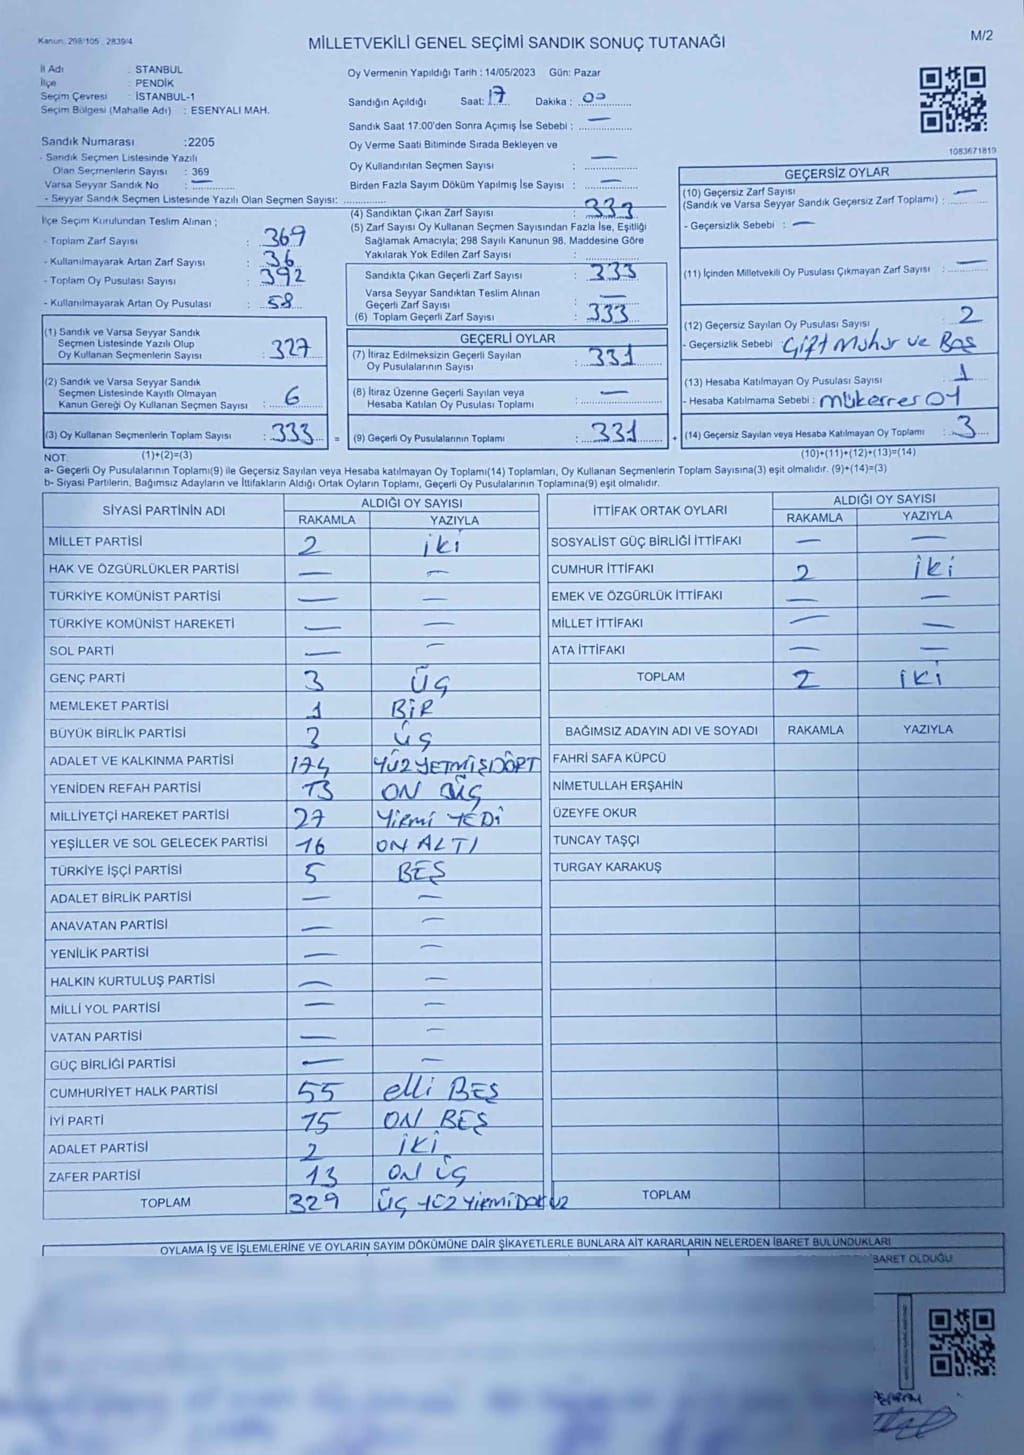 Kanun: 298/105 , 2839/4
MİLLETVEKİLİ GENEL SEÇİMİ SANDIK SONUÇ TUTANAĞI
M/2
İl Adı : STANBUL
İlçe : PENDİK
Seçim Çevresi : İSTANBUL-1
Seçim Bölgesi (Mahalle Adı) : ESENYALI MAH.
Sandık Numarası :2205
- Sandık Seçmen Listesinde Yazılı
Olan Seçmenlerin Sayısı : 369
Varsa Seyyar Sandık No : —
- Seyyar Sandık Seçmen Listesinde Yazılı Olan Seçmen Sayısı: ............
Oy Vermenin Yapıldığı Tarih : 14/05/2023 Gün: Pazar
Sandığın Açıldığı Saat: 17 Dakika : 00
Sandık Saat 17:00'den Sonra Açımış İse Sebebi : —
Oy Verme Saati Bitiminde Sırada Bekleyen ve
Oy Kullandırılan Seçmen Sayısı : —
Birden Fazla Sayım Döküm Yapılmış İse Sayısı : —
1083671819
İlçe Seçim Kurulundan Teslim Alınan ;
- Toplam Zarf Sayısı : 369
- Kullanılmayarak Artan Zarf Sayısı : 36
- Toplam Oy Pusulası Sayısı : 392
- Kullanılmayarak Artan Oy Pusulası : 58
(1) Sandık ve Varsa Seyyar Sandık
Seçmen Listesinde Yazılı Olup
Oy Kullanan Seçmenlerin Sayısı : 327
(2) Sandık ve Varsa Seyyar Sandık
Seçmen Listesinde Kayıtlı Olmayan
Kanun Gereği Oy Kullanan Seçmen Sayısı : 6
(3) Oy Kullanan Seçmenlerin Toplam Sayısı : 333 =
(4) Sandıktan Çıkan Zarf Sayısı : 333
(5) Zarf Sayısı Oy Kullanan Seçmen Sayısından Fazla İse, Eşitliği
Sağlamak Amacıyla; 298 Sayılı Kanunun 98. Maddesine Göre
Yakılarak Yok Edilen Zarf Sayısı : ............
Sandıkta Çıkan Geçerli Zarf Sayısı : 333
Varsa Seyyar Sandıktan Teslim Alınan
Geçerli Zarf Sayısı : —
(6) Toplam Geçerli Zarf Sayısı : 333
GEÇERLİ OYLAR
(7) İtiraz Edilmeksizin Geçerli Sayılan
Oy Pusulalarının Sayısı : 331
(8) İtiraz Üzerine Geçerli Sayılan veya
Hesaba Katılan Oy Pusulası Toplamı : —
(9) Geçerli Oy Pusulalarının Toplamı : 331 +
GEÇERSİZ OYLAR
(10) Geçersiz Zarf Sayısı
(Sandık ve Varsa Seyyar Sandık Geçersiz Zarf Toplamı) : —
- Geçersizlik Sebebi : —
(11) İçinden Milletvekili Oy Pusulası Çıkmayan Zarf Sayısı : —
(12) Geçersiz Sayılan Oy Pusulası Sayısı 2
- Geçersizlik Sebebi : Çift Mühür ve Boş
(13) Hesaba Katılmayan Oy Pusulası Sayısı 1
- Hesaba Katılmama Sebebi : mükerrer oy
(14) Geçersiz Sayılan veya Hesaba Katılmayan Oy Toplamı : 3
NOT: (1)+(2)=(3) (10)+(11)+(12)+(13)=(14)
a- Geçerli Oy Pusulalarının Toplamı(9) ile Geçersiz Sayılan veya Hesaba katılmayan Oy Toplamı(14) Toplamları, Oy Kullanan Seçmenlerin Toplam Sayısına(3) eşit olmalıdır. (9)+(14)=(3)
b- Siyasi Partilerin, Bağımsız Adayların ve İttifakların Aldığı Ortak Oyların Toplamı, Geçerli Oy Pusulalarının Toplamına(9) eşit olmalıdır.
SİYASİ PARTİNİN ADI ALDIĞI OY SAYISI
RAKAMLA YAZIYLA
MİLLET PARTİSİ 2 iki
HAK VE ÖZGÜRLÜKLER PARTİSİ — —
TÜRKİYE KOMÜNİST PARTİSİ — —
TÜRKİYE KOMÜNİST HAREKETİ — —
SOL PARTİ — —
GENÇ PARTİ 3 ÜÇ
MEMLEKET PARTİSİ 1 BİR
BÜYÜK BİRLİK PARTİSİ 3 üç
ADALET VE KALKINMA PARTİSİ 174 YÜZ YETMİŞDÖRT
YENİDEN REFAH PARTİSİ 13 ON ÜÇ
MİLLİYETÇİ HAREKET PARTİSİ 27 Yirmi YEDİ
YEŞİLLER VE SOL GELECEK PARTİSİ 16 ON ALTI
TÜRKİYE İŞÇİ PARTİSİ 5 BEŞ
ADALET BİRLİK PARTİSİ — —
ANAVATAN PARTİSİ — —
YENİLİK PARTİSİ — —
HALKIN KURTULUŞ PARTİSİ — —
MİLLİ YOL PARTİSİ — —
VATAN PARTİSİ — —
GÜÇ BİRLİĞİ PARTİSİ — —
CUMHURİYET HALK PARTİSİ 55 elli BEŞ
İYİ PARTİ 15 ON BEŞ
ADALET PARTİSİ 2 iki
ZAFER PARTİSİ 13 ON üç
TOPLAM 329 ÜÇ YÜZ YİRMİDOKUZ
İTTİFAK ORTAK OYLARI ALDIĞI OY SAYISI
RAKAMLA YAZIYLA
SOSYALİST GÜÇ BİRLİĞİ İTTİFAKI — —
CUMHUR İTTİFAKI 2 iki
EMEK VE ÖZGÜRLÜK İTTİFAKI — —
MİLLET İTTİFAKI — —
ATA İTTİFAKI — —
TOPLAM 2 iki
BAĞIMSIZ ADAYIN ADI VE SOYADI RAKAMLA YAZIYLA
FAHRİ SAFA KÜPCÜ
NİMETULLAH ERŞAHİN
ÜZEYFE OKUR
TUNCAY TAŞÇI
TURGAY KARAKUŞ
TOPLAM
OYLAMA İŞ VE İŞLEMLERİNE VE OYLARIN SAYIM DÖKÜMÜNE DAİR ŞİKAYETLERLE BUNLARA AİT KARARLARIN NELERDEN İBARET BULUNDUKLARI
BARET OLDUĞU